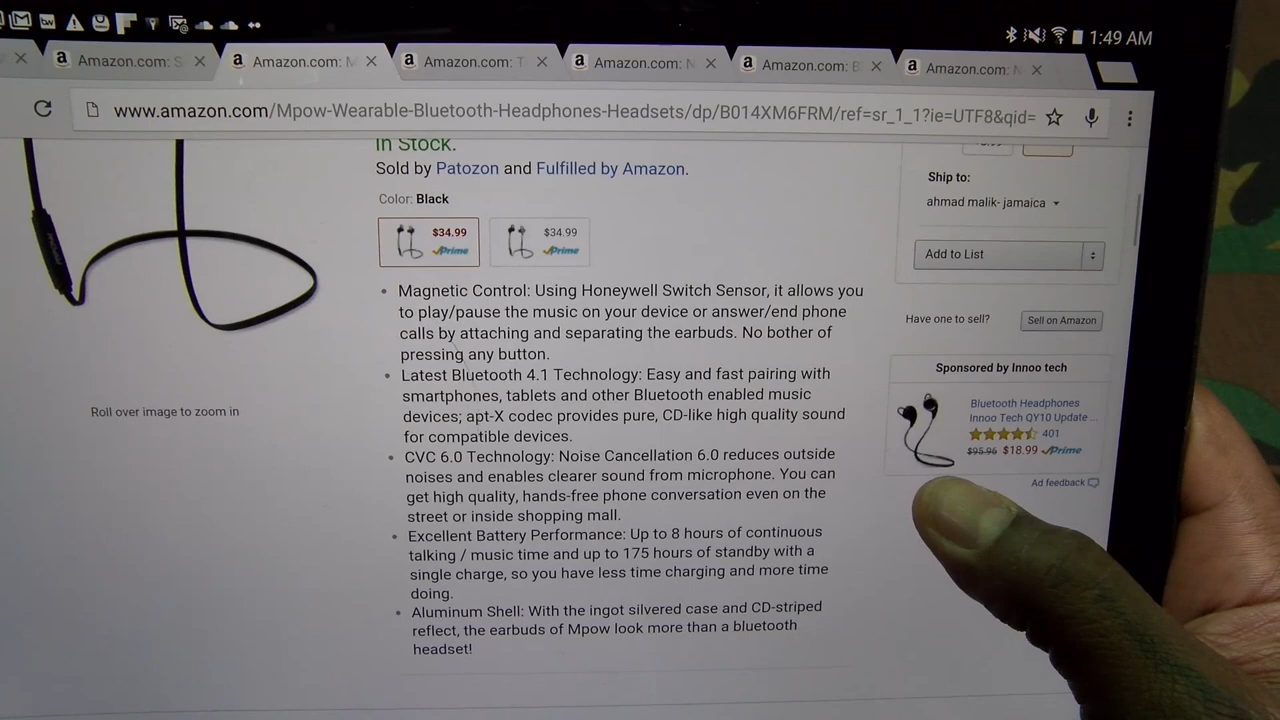 1:49 AM
Amazon.com: S
Amazon.com: M
Amazon.com: T
Amazon.com: N
Amazon.com: B
Amazon.com: N
www.amazon.com/Mpow-Wearable-Bluetooth-Headphones-Headsets/dp/B014XM6FRM/ref=sr_1_1?ie=UTF8&qid=
In Stock.
Sold by Patozon and Fulfilled by Amazon.
Color: Black
$34.99
Prime
$34.99
Prime
Magnetic Control: Using Honeywell Switch Sensor, it allows you
to play/pause the music on your device or answer/end phone
calls by attaching and separating the earbuds. No bother of
pressing any button.
Latest Bluetooth 4.1 Technology: Easy and fast pairing with
smartphones, tablets and other Bluetooth enabled music
devices; apt-X codec provides pure, CD-like high quality sound
for compatible devices.
CVC 6.0 Technology: Noise Cancellation 6.0 reduces outside
noises and enables clearer sound from microphone. You can
get high quality, hands-free phone conversation even on the
street or inside shopping mall.
Excellent Battery Performance: Up to 8 hours of continuous
talking / music time and up to 175 hours of standby with a
single charge, so you have less time charging and more time
doing.
Aluminum Shell: With the ingot silvered case and CD-striped
reflect, the earbuds of Mpow look more than a bluetooth
headset!
Roll over image to zoom in
Ship to:
ahmad malik- jamaica
Add to List
Have one to sell?
Sell on Amazon
Sponsored by Innoo tech
Bluetooth Headphones
Innoo Tech QY10 Update ...
401
$95.96 $18.99 Prime
Ad feedback